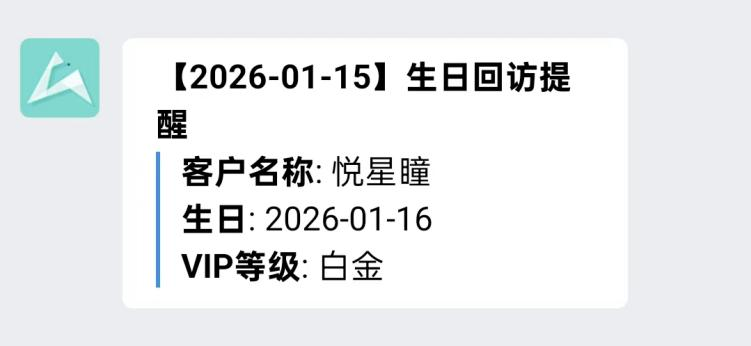 【2026-01-15】生日回访提
醒
客户名称: 悦星瞳
生日: 2026-01-16
VIP等级: 白金